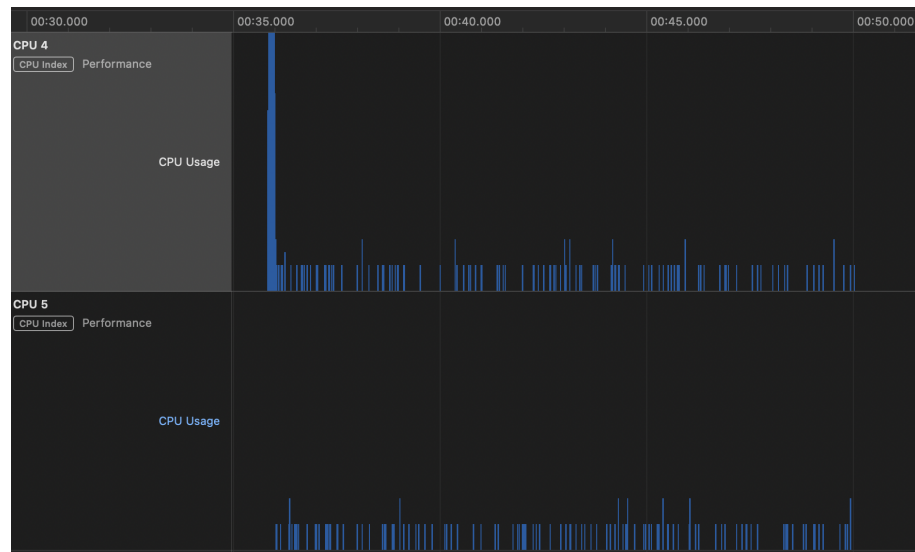 00:30.000 00:35.000 00:40.000 00:45.000 00:50.000
CPU 4
CPU Index Performance
CPU Usage
CPU 5
CPU Index Performance
CPU Usage